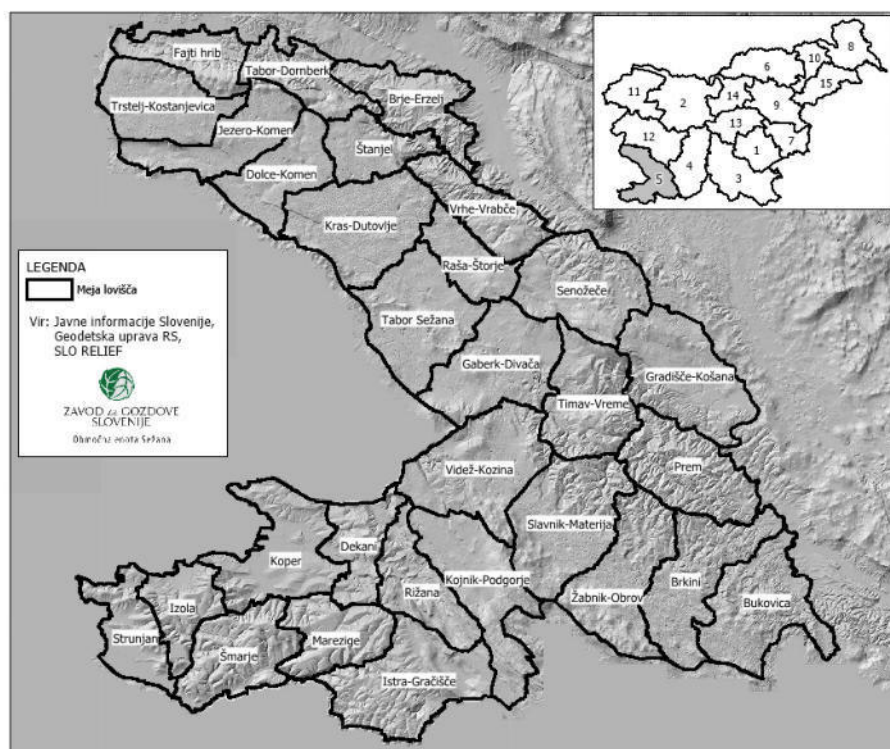 Fajti hrib
Tabor-Dornberk
Brje-Erzelj
Trstelj-Kostanjevica
Jezero-Komen
Štanjel
Dolce-Komen
Vrhe-Vrabče
Kras-Dutovlje
Raša-Štorje
Senožeče
Tabor Sežana
Gaberk-Divača
Gradišče-Košana
Timav-Vreme
Videž-Kozina
Prem
Slavnik-Materija
Koper
Dekani
Rižana
Kojnik-Podgorje
Žabnik-Obrov
Brkini
Bukovica
Izola
Strunjan
Šmarje
Marezige
Istra-Gračišče
LEGENDA
Meja lovišča
Vir: Javne informacije Slovenije,
Geodetska uprava RS,
SLO RELIEF
ZAVOD za GOZDOVE
SLOVENIJE
Območna enota Sežana
8
10
6
15
11
2
14
9
13
12
1
7
5
4
3